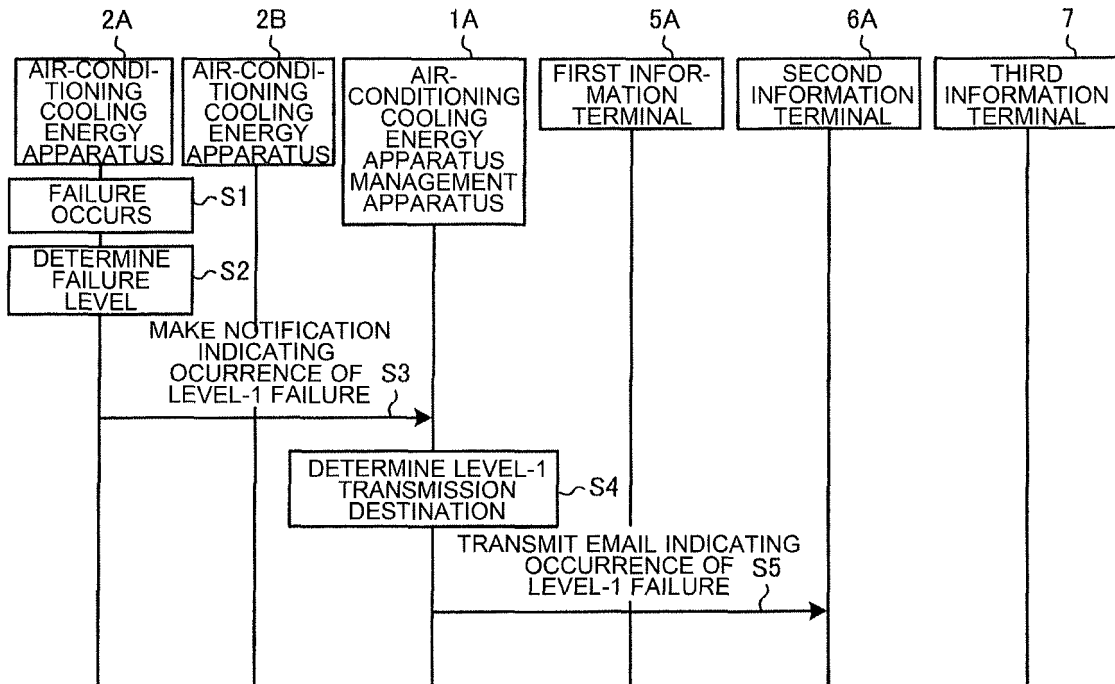 2A
2B
1A
5A
6A
7
AIR-CONDI-
TIONING
COOLING
ENERGY
APPARATUS
AIR-CONDI-
TIONING
COOLING
ENERGY
APPARATUS
AIR-
CONDITIONING
COOLING
ENERGY
APPARATUS
MANAGEMENT
APPARATUS
FIRST INFOR-
MATION
TERMINAL
SECOND
INFORMATION
TERMINAL
THIRD
INFORMATION
TERMINAL
FAILURE
OCCURS
S1
DETERMINE
FAILURE
LEVEL
S2
MAKE NOTIFICATION
INDICATING
OCURRENCE OF
LEVEL-1 FAILURE
S3
DETERMINE LEVEL-1
TRANSMISSION
DESTINATION
S4
TRANSMIT EMAIL INDICATING
OCCURRENCE OF
LEVEL-1 FAILURE
S5